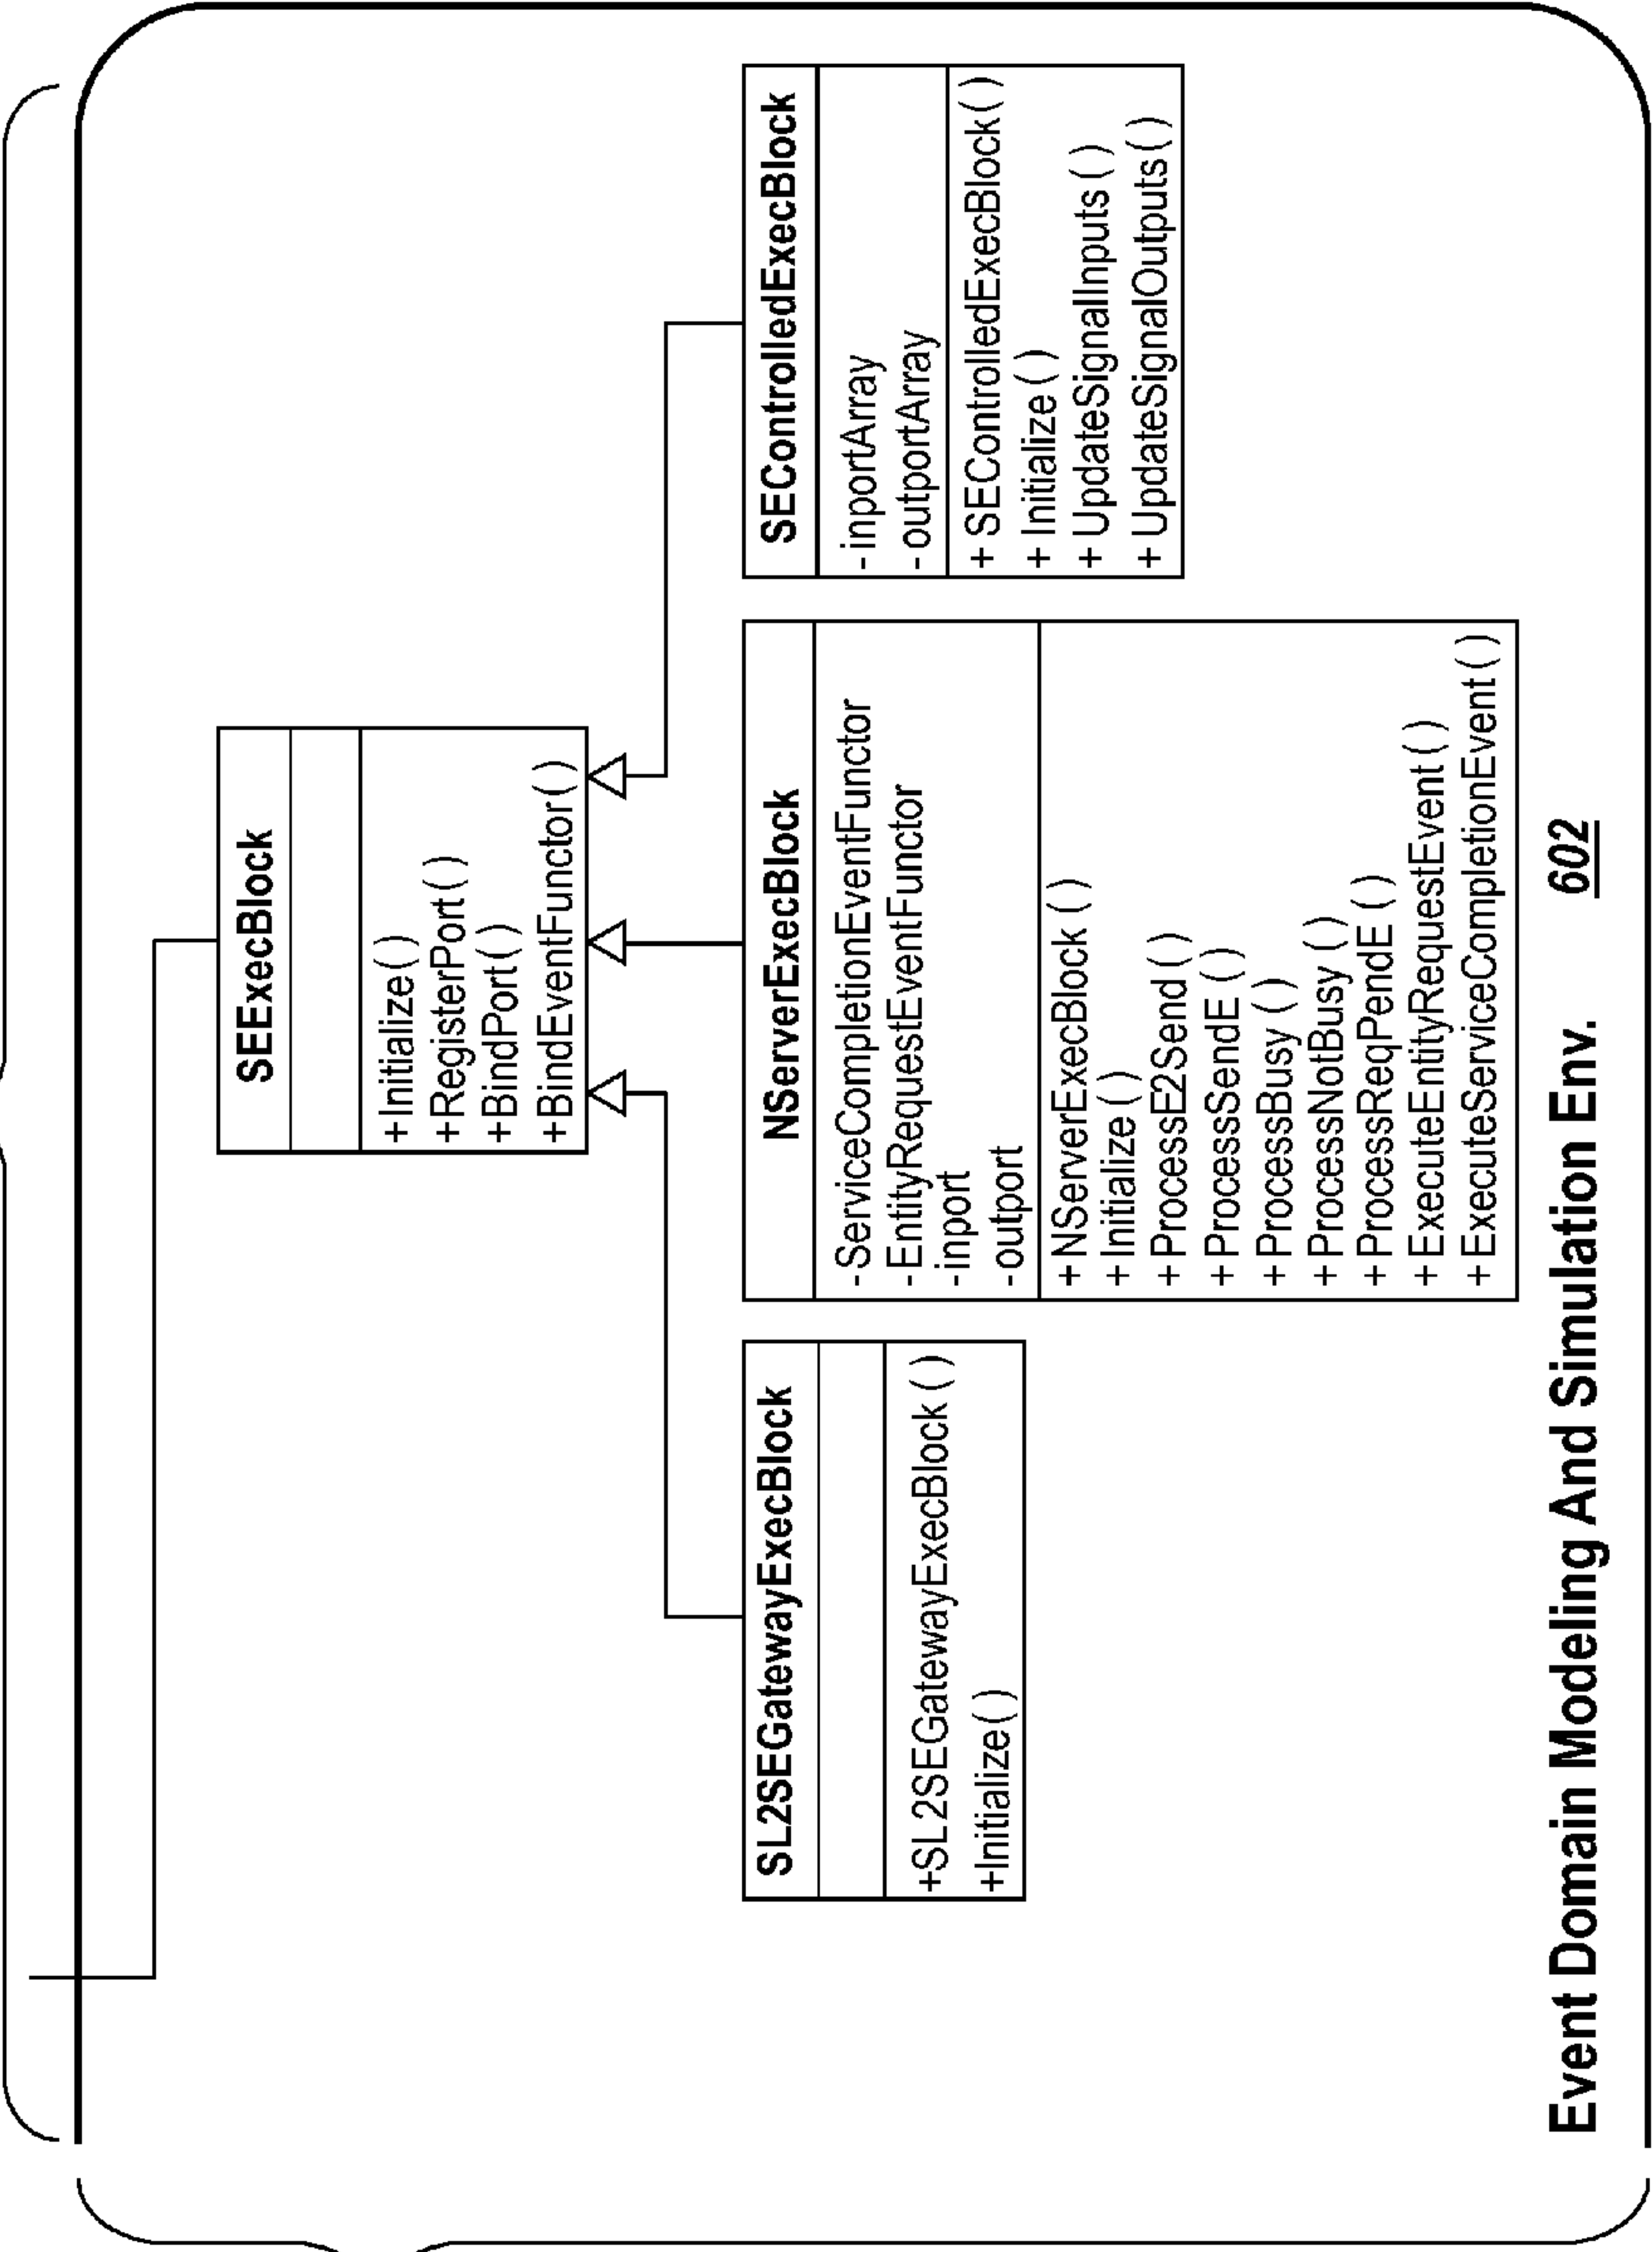 SEExecBlock
+Initialize()
+RegisterPort()
+BindPort()
+BindEventFunctor()
SL2SEGatewayExecBlock
+SL2SEGatewayExecBlock ()
+Initialize()
NServerExecBlock
-ServiceCompletionEventFunctor
-EntityRequestEventFunctor
-inport
-outport
+ NServerExecBlock ()
+ Initialize ()
+ ProcessE2Send ()
+ ProcessSendE ()
+ ProcessBusy ()
+ ProcessNotBusy ()
+ ProcessReqPendE ()
+ ExecuteEntityRequestEvent ()
+ ExecuteServiceCompletionEvent ()
SEControlledExecBlock
- inportArray
- outportArray
+ SEControlledExecBlock ()
+ Initialize ()
+ UpdateSignalInputs ()
+ UpdateSignalOutputs ()
Event Domain Modeling And Simulation Env. 602